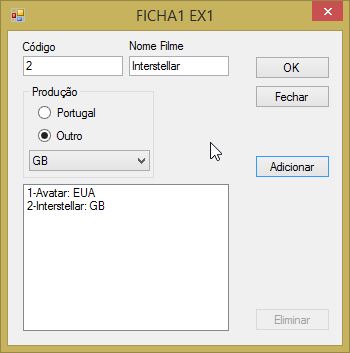 FICHA1 EX1
Código
Nome Filme
2
Interstellar
OK
Produção
Fechar
Portugal
Outro
GB
Adicionar
1-Avatar: EUA
2-Interstellar: GB
Eliminar